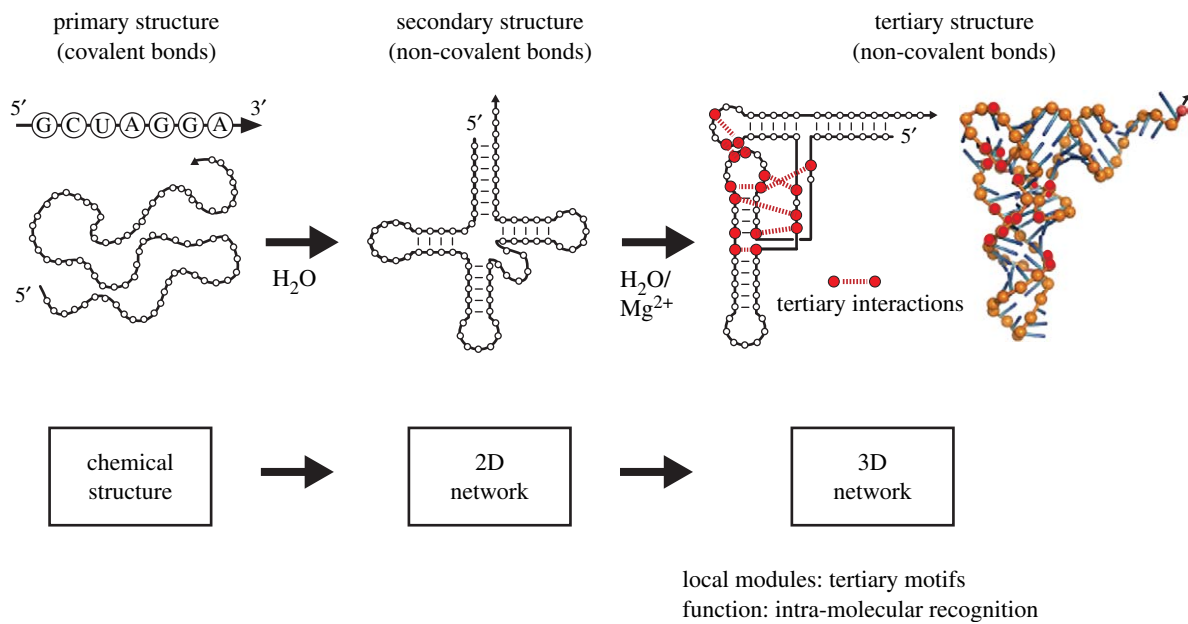 primary structure
(covalent bonds)
secondary structure
(non-covalent bonds)
tertiary structure
(non-covalent bonds)
5′ G C U A G G A 3′
5′
H₂O
5′
H₂O/
Mg²⁺
5′
tertiary interactions
chemical
structure
2D
network
3D
network
local modules: tertiary motifs
function: intra-molecular recognition